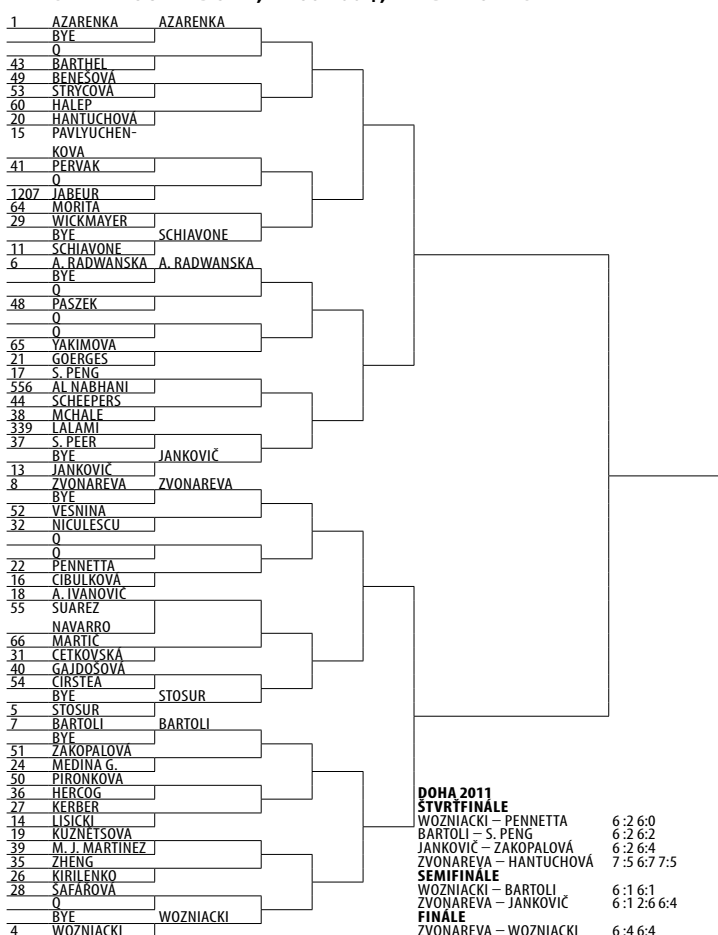 1 AZARENKA AZARENKA
BYE
Q
43 BARTHEL
49 BENEŠOVÁ
53 STRÝCOVÁ
60 HALEP
20 HANTUCHOVÁ
15 PAVLYUCHEN-
KOVA
41 PERVAK
Q
1207 JABEUR
64 MORITA
29 WICKMAYER
BYE SCHIAVONE
11 SCHIAVONE
6 A. RADWANSKA A. RADWANSKA
BYE
Q
48 PASZEK
Q
Q
65 YAKIMOVA
21 GOERGES
17 S. PENG
556 AL NABHANI
44 SCHEEPERS
38 MCHALE
339 LALAMI
37 S. PEER
BYE JANKOVIČ
13 JANKOVIČ
8 ZVONAREVA ZVONAREVA
BYE
52 VESNINA
32 NICULESCU
Q
Q
22 PENNETTA
16 CIBULKOVÁ
18 A. IVANOVIČ
55 SUAREZ
NAVARRO
66 MARTIČ
31 CETKOVSKÁ
40 GAJDOŠOVÁ
54 CIRSTEA
BYE STOSUR
5 STOSUR
7 BARTOLI BARTOLI
BYE
51 ZAKOPALOVÁ
24 MEDINA G.
50 PIRONKOVA
36 HERCOG
27 KERBER
14 LISICKI
19 KUZNĚTSOVA
39 M. J. MARTINEZ
35 ZHENG
26 KIRILENKO
28 ŠAFÁŘOVÁ
Q
BYE WOZNIACKI
4 WOZNIACKI
DOHA 2011
ŠTVRŤFINÁLE
WOZNIACKI – PENNETTA 6:2 6:0
BARTOLI – S. PENG 6:2 6:2
JANKOVIČ – ZAKOPALOVÁ 6:2 6:4
ZVONAREVA – HANTUCHOVÁ 7:5 6:7 7:5
SEMIFINÁLE
WOZNIACKI – BARTOLI 6:1 6:1
ZVONAREVA – JANKOVIČ 6:1 2:6 6:4
FINÁLE
ZVONAREVA – WOZNIACKI 6:4 6:4